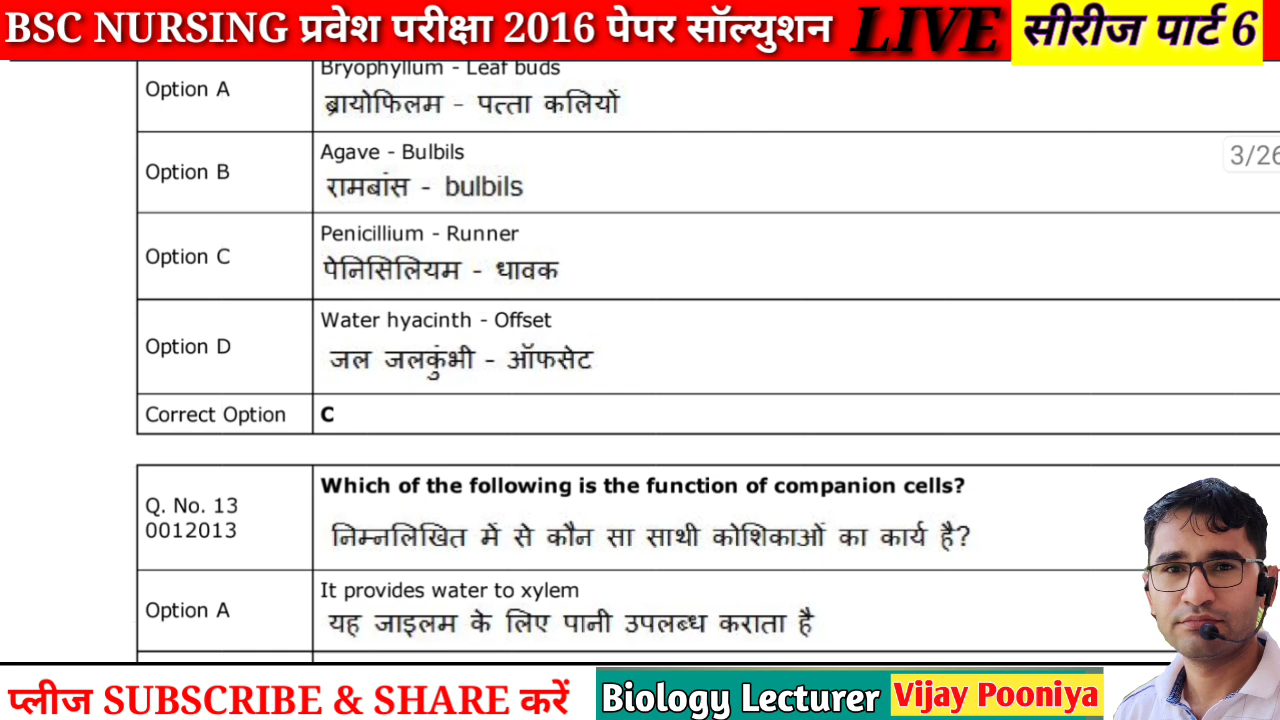 BSC NURSING प्रवेश परीक्षा 2016 पेपर सॉल्युशन LIVE सीरीज पार्ट 6
Option A
Bryophyllum - Leaf buds
ब्रायोफिलम - पत्ता कलियों
Option B
Agave - Bulbils
रामबांस - bulbils
3/26
Option C
Penicillium - Runner
पेनिसिलियम - धावक
Option D
Water hyacinth - Offset
जल जलकुंभी - ऑफसेट
Correct Option C
Q. No. 13
0012013
Which of the following is the function of companion cells?
निम्नलिखित में से कौन सा साथी कोशिकाओं का कार्य है?
Option A
It provides water to xylem
यह जाइलम के लिए पानी उपलब्ध कराता है
प्लीज SUBSCRIBE & SHARE करें Biology Lecturer Vijay Pooniya